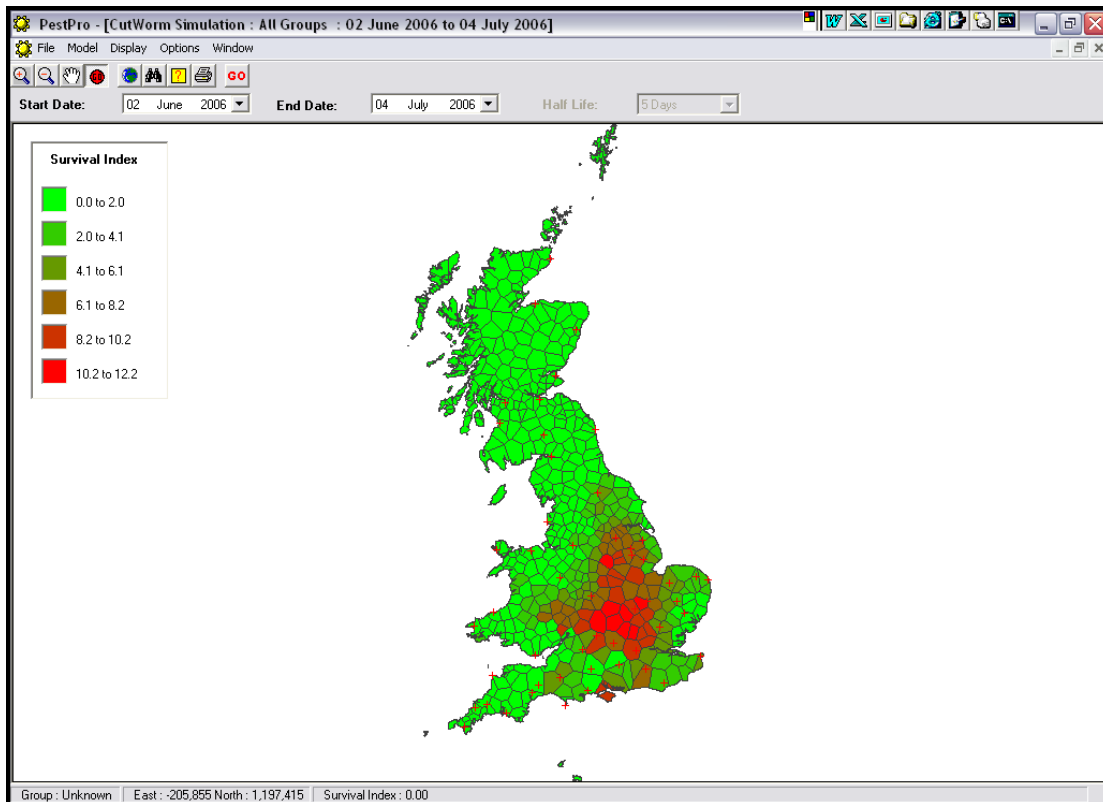 PestPro - [CutWorm Simulation : All Groups : 02 June 2006 to 04 July 2006]
File Model Display Options Window
GO
Start Date: 02 June 2006 End Date: 04 July 2006 Half Life: 5 Days
Survival Index
0.0 to 2.0
2.0 to 4.1
4.1 to 6.1
6.1 to 8.2
8.2 to 10.2
10.2 to 12.2
Group : Unknown East : -205,855 North : 1,197,415 Survival Index : 0.00